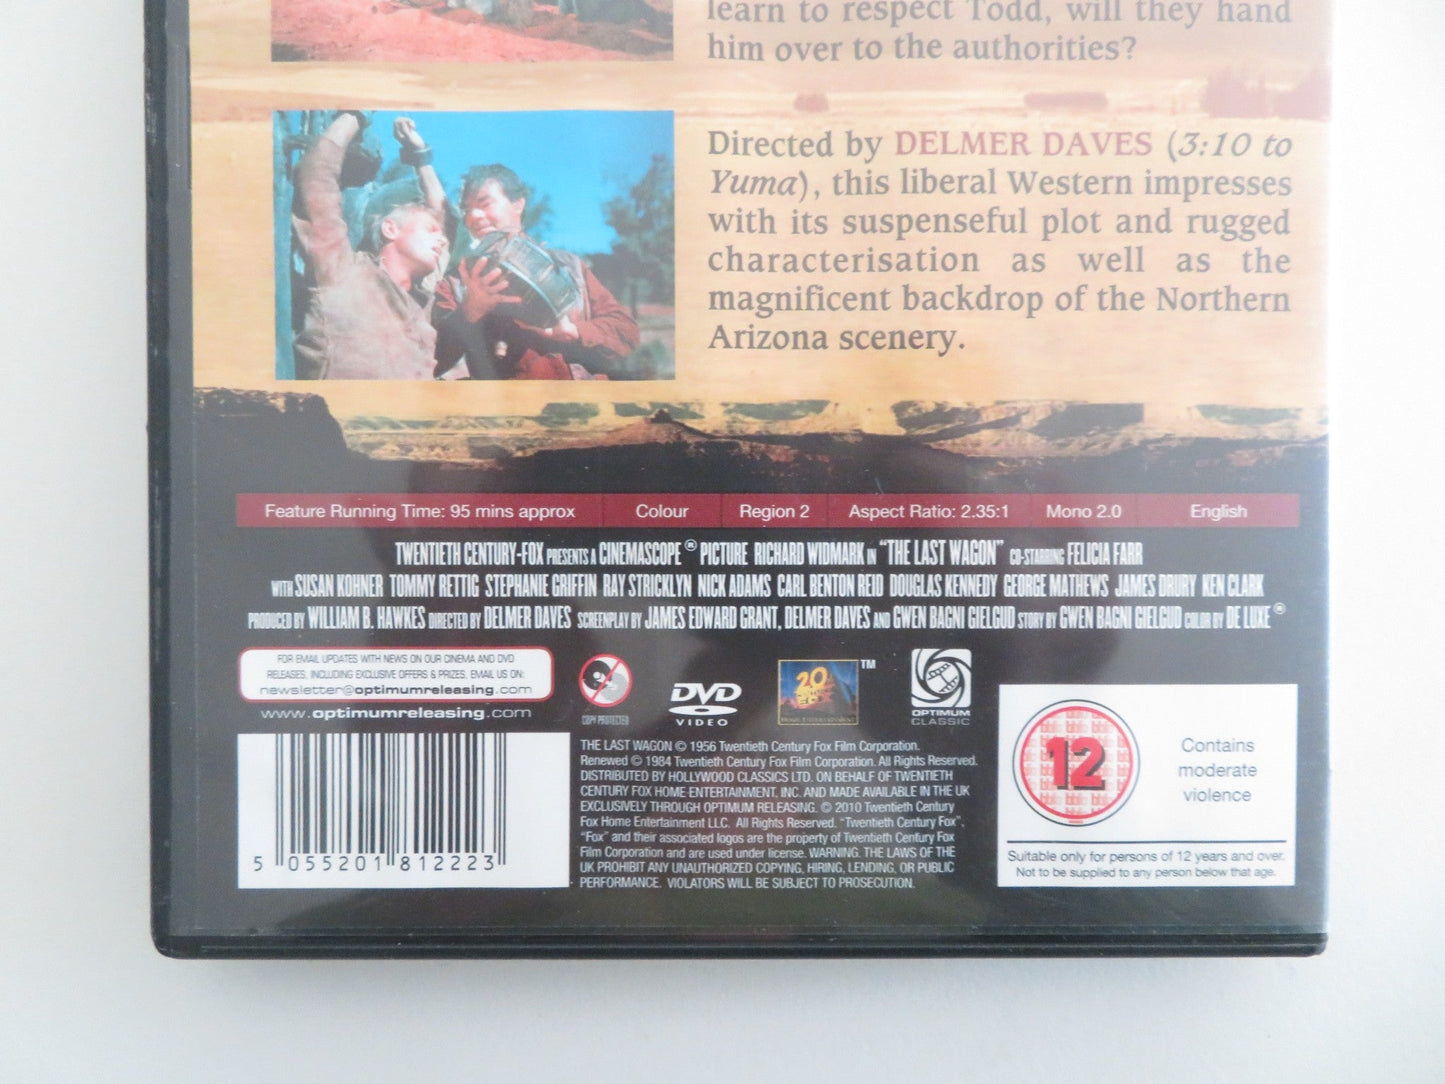 learn to respect Todd, will they hand
him over to the authorities?
Directed by DELMER DAVES (3:10 to
Yuma), this liberal Western impresses
with its suspenseful plot and rugged
characterisation as well as the
magnificent backdrop of the Northern
Arizona scenery.
Feature Running Time: 95 mins approx Colour Region 2 Aspect Ratio: 2.35:1 Mono 2.0 English
TWENTIETH CENTURY-FOX PRESENTS A CINEMASCOPE ® PICTURE RICHARD WIDMARK IN "THE LAST WAGON" CO-STARRING FELICIA FARR
WITH SUSAN KOHNER TOMMY RETTIG STEPHANIE GRIFFIN RAY STRICKLYN NICK ADAMS CARL BENTON REID DOUGLAS KENNEDY GEORGE MATHEWS JAMES DRURY KEN CLARK
PRODUCED BY WILLIAM B. HAWKES DIRECTED BY DELMER DAVES SCREENPLAY BY JAMES EDWARD GRANT, DELMER DAVES AND GWEN BAGNI GIELGUD STORY BY GWEN BAGNI GIELGUD COLOR BY DE LUXE ®
FOR EMAIL UPDATES WITH NEWS ON OUR CINEMA AND DVD
RELEASES, INCLUDING EXCLUSIVE OFFERS & PRIZES, EMAIL US ON:
newsletter@optimumreleasing.com
www.optimumreleasing.com
COPY PROTECTED
DVD
VIDEO
20
TM
OPTIMUM
CLASSIC
THE LAST WAGON © 1956 Twentieth Century Fox Film Corporation.
Renewed © 1984 Twentieth Century Fox Film Corporation. All Rights Reserved.
DISTRIBUTED BY HOLLYWOOD CLASSICS LTD. ON BEHALF OF TWENTIETH
CENTURY FOX HOME ENTERTAINMENT, INC. AND MADE AVAILABLE IN THE UK
EXCLUSIVELY THROUGH OPTIMUM RELEASING. © 2010 Twentieth Century
Fox Home Entertainment LLC. All Rights Reserved. "Twentieth Century Fox",
"Fox" and their associated logos are the property of Twentieth Century Fox
Film Corporation and are used under license. WARNING. THE LAWS OF THE
UK PROHIBIT ANY UNAUTHORIZED COPYING, HIRING, LENDING, OR PUBLIC
PERFORMANCE. VIOLATORS WILL BE SUBJECT TO PROSECUTION.
5 055201 812223
12
Contains
moderate
violence
Suitable only for persons of 12 years and over.
Not to be supplied to any person below that age.